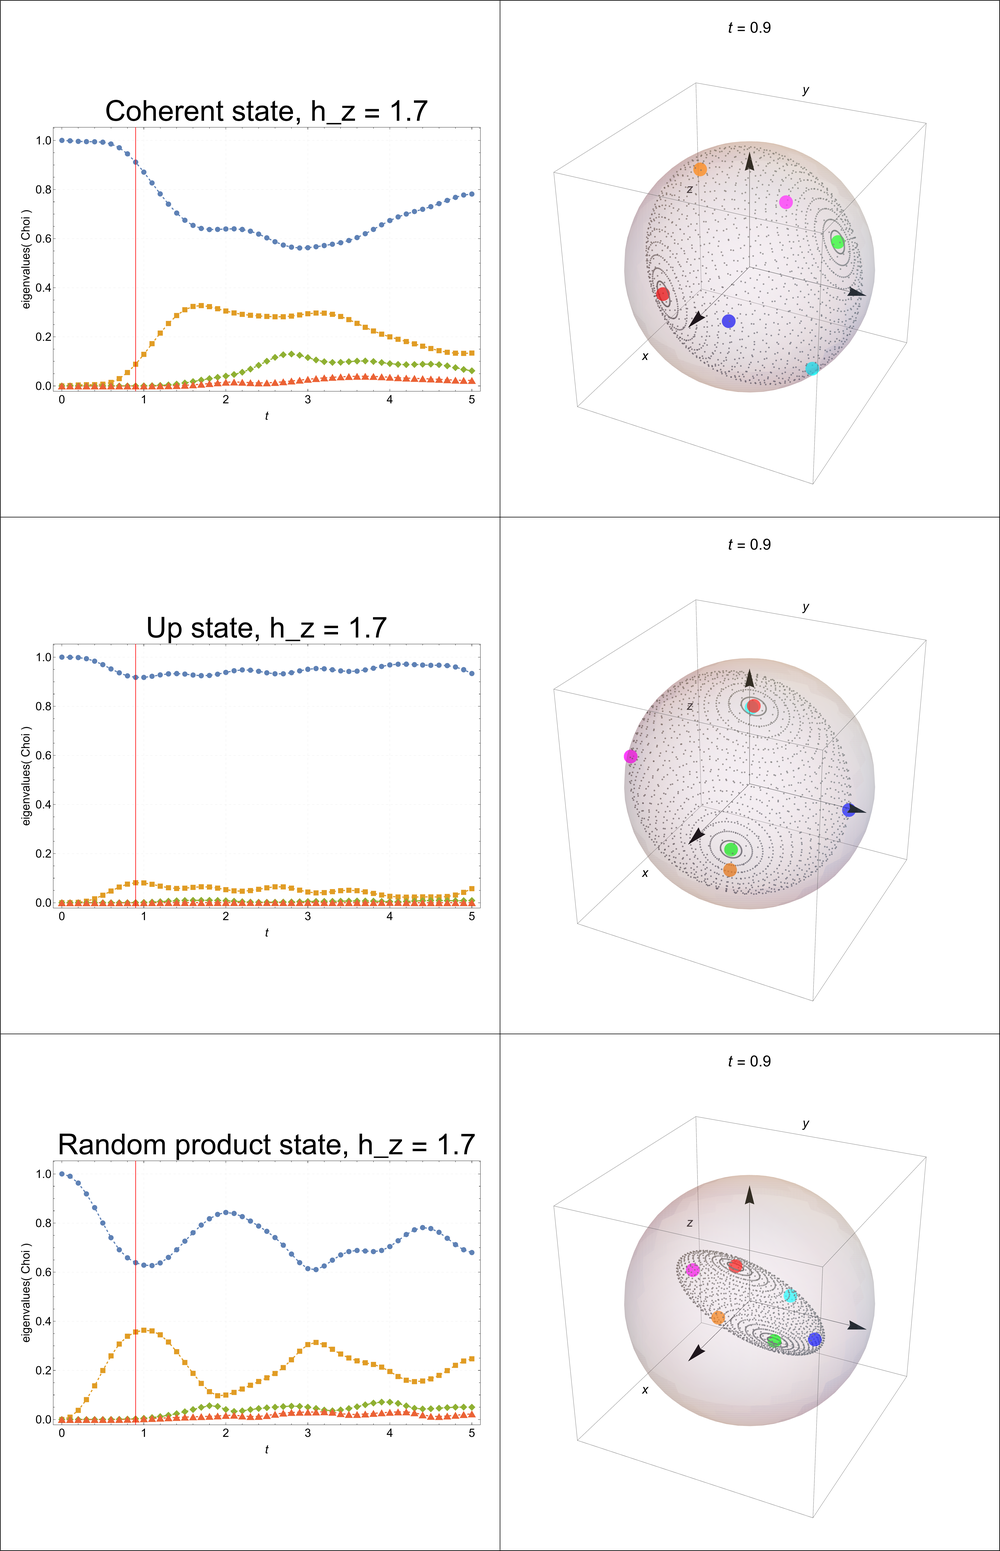 Coherent state, h_z = 1.7
eigenvalues( Choi )
1.0
0.8
0.6
0.4
0.2
0.0
0 1 2 3 4 5
t
t = 0.9
y
z
x
Up state, h_z = 1.7
eigenvalues( Choi )
1.0
0.8
0.6
0.4
0.2
0.0
0 1 2 3 4 5
t
t = 0.9
y
z
x
Random product state, h_z = 1.7
eigenvalues( Choi )
1.0
0.8
0.6
0.4
0.2
0.0
0 1 2 3 4 5
t
t = 0.9
y
z
x